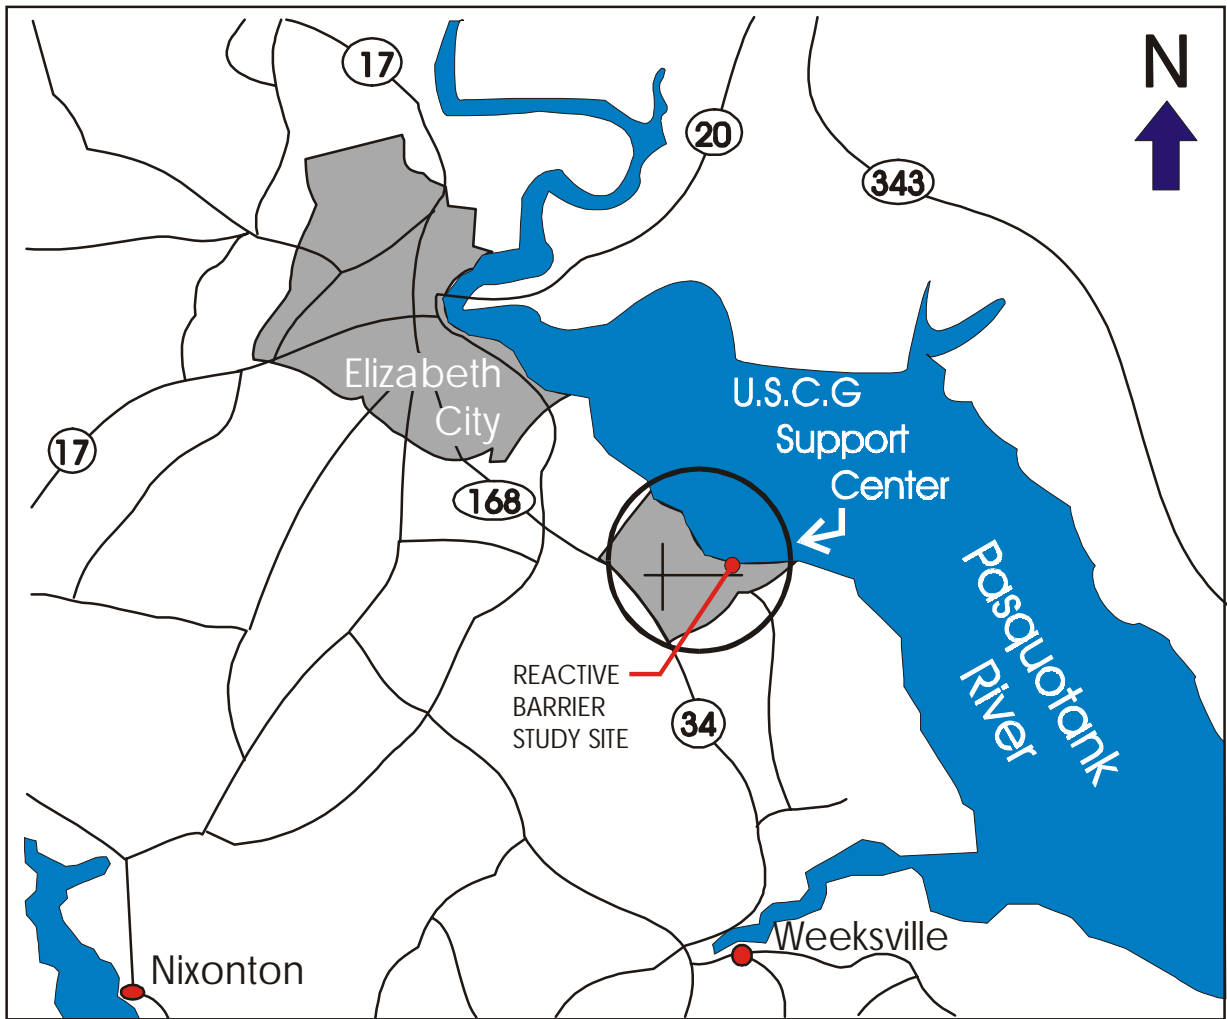 N
17
20
343
Elizabeth
City
U.S.C.G
Support
Center
17
168
Pasquotank
River
REACTIVE
BARRIER
STUDY SITE
34
Weeksville
Nixonton